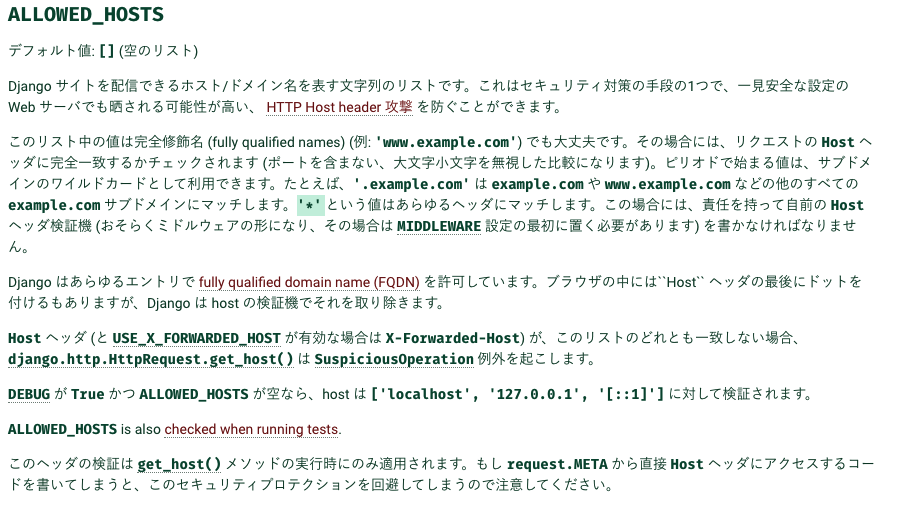 ALLOWED_HOSTS
デフォルト値: [] (空のリスト)
Django サイトを配信できるホスト/ドメイン名を表す文字列のリストです。これはセキュリティ対策の手段の1つで、一見安全な設定の
Web サーバでも晒される可能性が高い、 HTTP Host header 攻撃 を防ぐことができます。
このリスト中の値は完全修飾名 (fully qualified names) (例: 'www.example.com') でも大丈夫です。その場合には、リクエストの Host ヘ
ッダに完全一致するかチェックされます (ポートを含まない、大文字小文字を無視した比較になります)。ピリオドで始まる値は、サブドメ
インのワイルドカードとして利用できます。たとえば、'.example.com' は example.com や www.example.com などの他のすべての
example.com サブドメインにマッチします。'*' という値はあらゆるヘッダにマッチします。この場合には、責任を持って自前の Host
ヘッダ検証機 (おそらくミドルウェアの形になり、その場合は MIDDLEWARE 設定の最初に置く必要があります) を書かなければなりませ
ん。
Django はあらゆるエントリで fully qualified domain name (FQDN) を許可しています。ブラウザの中には``Host`` ヘッダの最後にドットを
付けるもありますが、Django は host の検証機でそれを取り除きます。
Host ヘッダ (と USE_X_FORWARDED_HOST が有効な場合は X-Forwarded-Host) が、このリストのどれとも一致しない場合、
django.http.HttpRequest.get_host() は SuspiciousOperation 例外を起こします。
DEBUG が True かつ ALLOWED_HOSTS が空なら、host は ['localhost', '127.0.0.1', '[::1]'] に対して検証されます。
ALLOWED_HOSTS is also checked when running tests.
このヘッダの検証は get_host() メソッドの実行時にのみ適用されます。もし request.META から直接 Host ヘッダにアクセスするコー
ドを書いてしまうと、このセキュリティプロテクションを回避してしまうので注意してください。